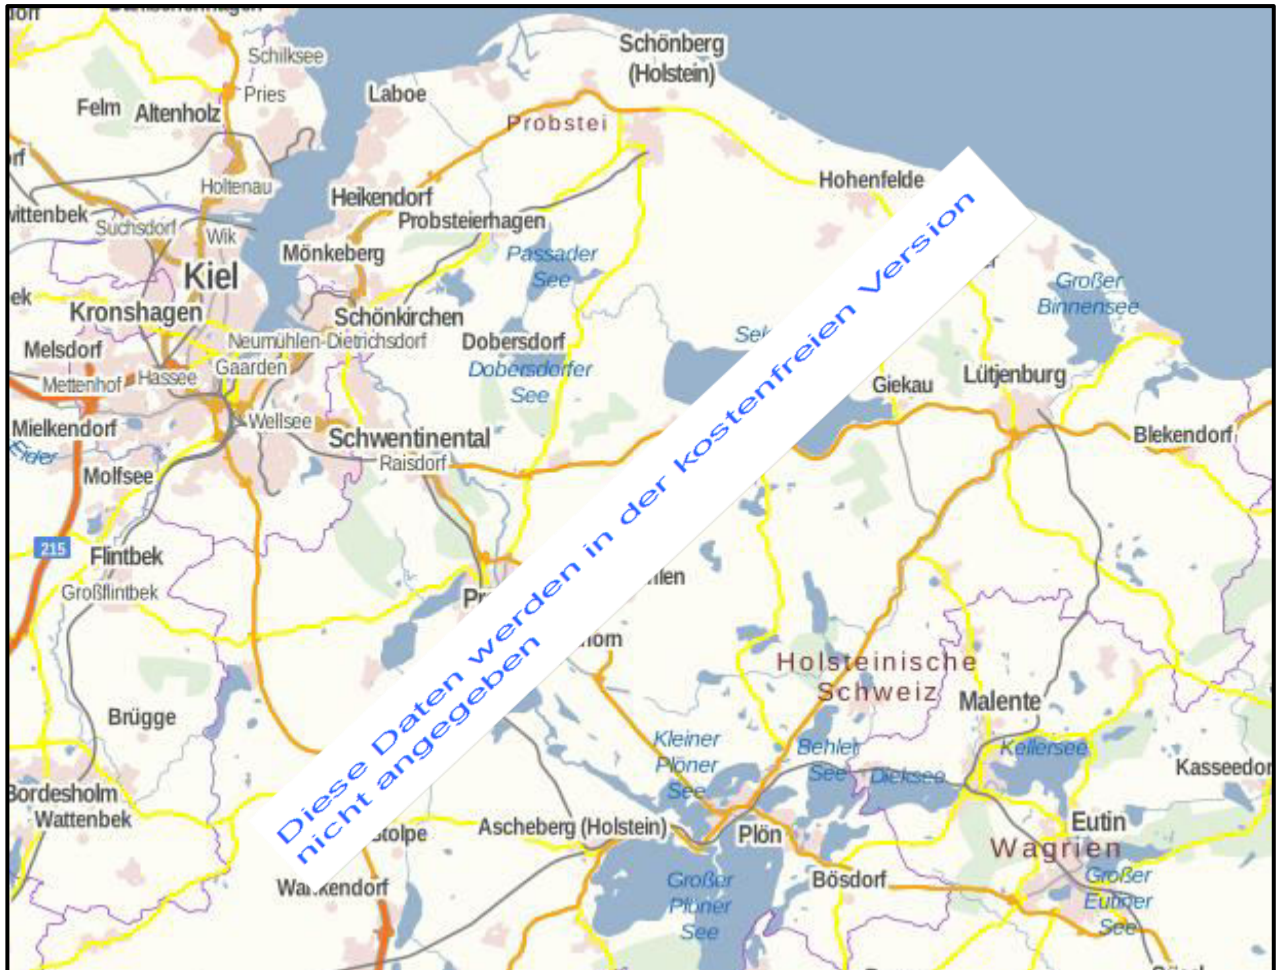 Schönberg
(Holstein)
Schilksee
Pries
Laboe
Felm
Altenholz
Probstei
Hohenfelde
Holtenau
Heikendorf
Probsteierhagen
Suchsdorf
Wik
Mönkeberg
Passader
See
Kiel
Großer
Binnensee
Kronshagen
Schönkirchen
Neumühlen-Dietrichsdorf
Dobersdorf
Melsdorf
Gaarden
Dobersdorfer
See
Mettenhof
Hassee
Giekau
Lütjenburg
Mielkendorf
Wellsee
Schwentinental
Blekendorf
Eider
Raisdorf
Molfsee
215
Flintbek
Großflintbek
Diese Daten werden in der kostenfreien Version
nicht angegeben
Holsteinische
Schweiz
Malente
Brügge
Kleiner
Plöner
See
Behler
See
Dieksee
Kellersee
Bordesholm
Wattenbek
Ascheberg (Holstein)
Plön
Eutin
Wagrien
Bösdorf
Großer
Plöner
See
Großer
Eutiner
See